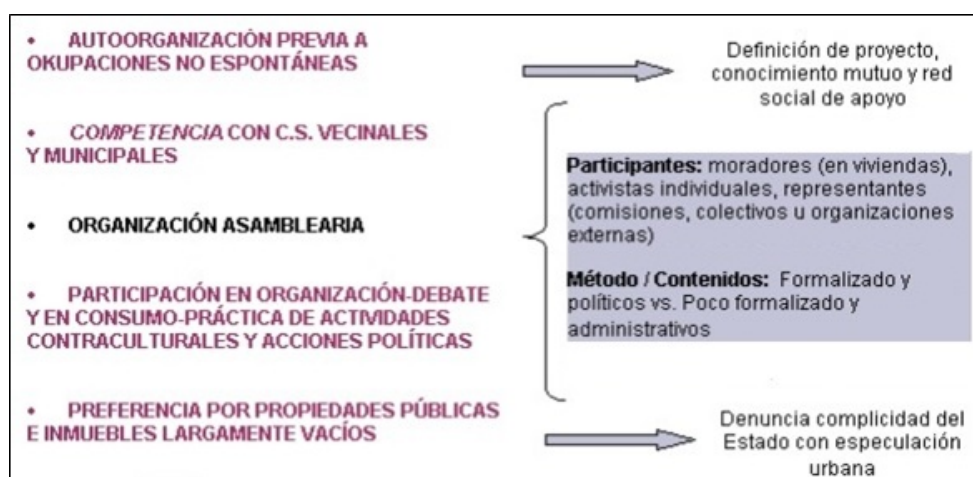 • AUTOORGANIZACIÓN PREVIA A
OKUPACIONES NO ESPONTÁNEAS
Definición de proyecto,
conocimiento mutuo y red
social de apoyo
• COMPETENCIA CON C.S. VECINALES
Y MUNICIPALES
• ORGANIZACIÓN ASAMBLEARIA
Participantes: moradores (en viviendas),
activistas individuales, representantes
(comisiones, colectivos u organizaciones
externas)
Método / Contenidos: Formalizado y
políticos vs. Poco formalizado y
administrativos
• PARTICIPACIÓN EN ORGANIZACIÓN-DEBATE
Y EN CONSUMO-PRÁCTICA DE ACTIVIDADES
CONTRACULTURALES Y ACCIONES POLÍTICAS
• PREFERENCIA POR PROPIEDADES PÚBLICAS
E INMUEBLES LARGAMENTE VACÍOS
Denuncia complicidad del
Estado con especulación
urbana